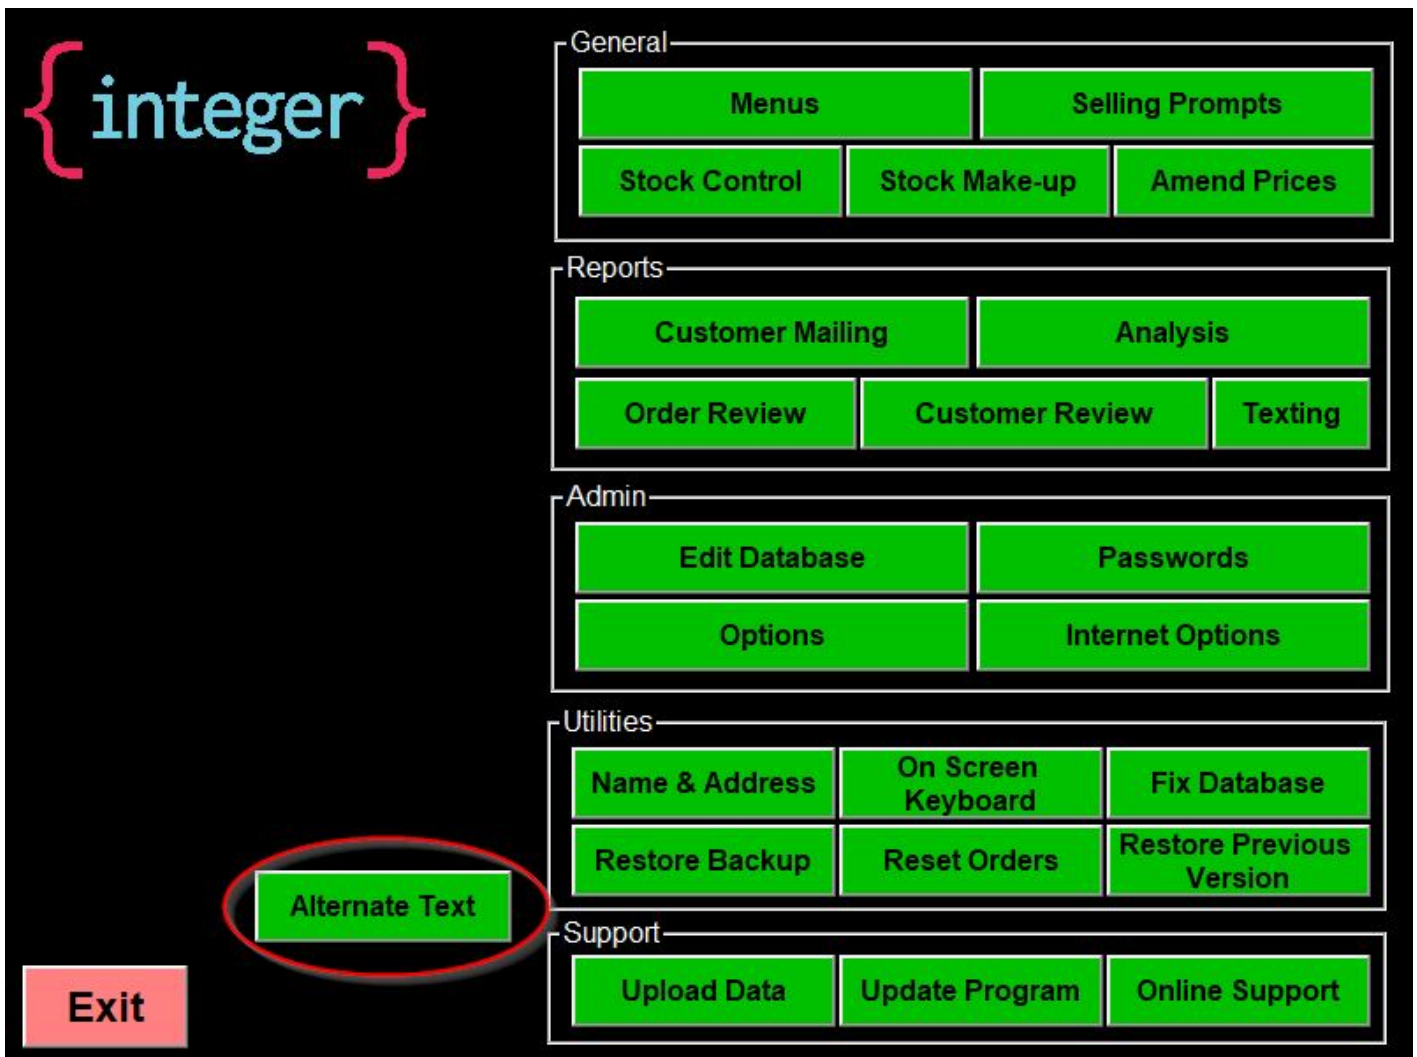 {integer}
General
Menus
Selling Prompts
Stock Control
Stock Make-up
Amend Prices
Reports
Customer Mailing
Analysis
Order Review
Customer Review
Texting
Admin
Edit Database
Passwords
Options
Internet Options
Utilities
Name & Address
On Screen
Keyboard
Fix Database
Restore Backup
Reset Orders
Restore Previous
Version
Alternate Text
Support
Upload Data
Update Program
Online Support
Exit